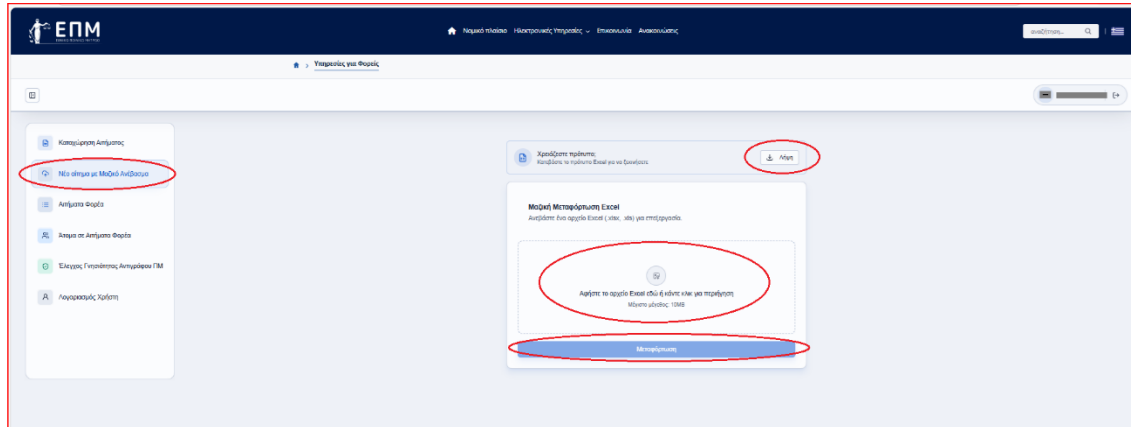 ΕΠΜ
Νομικό πλαίσιο Ηλεκτρονικές Υπηρεσίες Επικοινωνία Ανακοινώσεις
αναζήτηση...
Υπηρεσίες για Φορείς
Καταχώρηση Αιτήματος
Νέο αίτημα με Μαζικό Ανέβασμα
Αιτήματα Φορέα
Άτομα σε Αιτήματα Φορέα
Έλεγχος Γνησιότητας Αντιγράφου ΠΜ
Λογαριασμός Χρήστη
Χρειάζεστε πρότυπο;
Κατεβάστε το πρότυπο Excel για να ξεκινήσετε
Λήψη
Μαζική Μεταφόρτωση Excel
Ανεβάστε ένα αρχείο Excel (.xlsx, .xls) για επεξεργασία.
Αφήστε το αρχείο Excel εδώ ή κάντε κλικ για περιήγηση
Μέγιστο μέγεθος: 10MB
Μεταφόρτωση